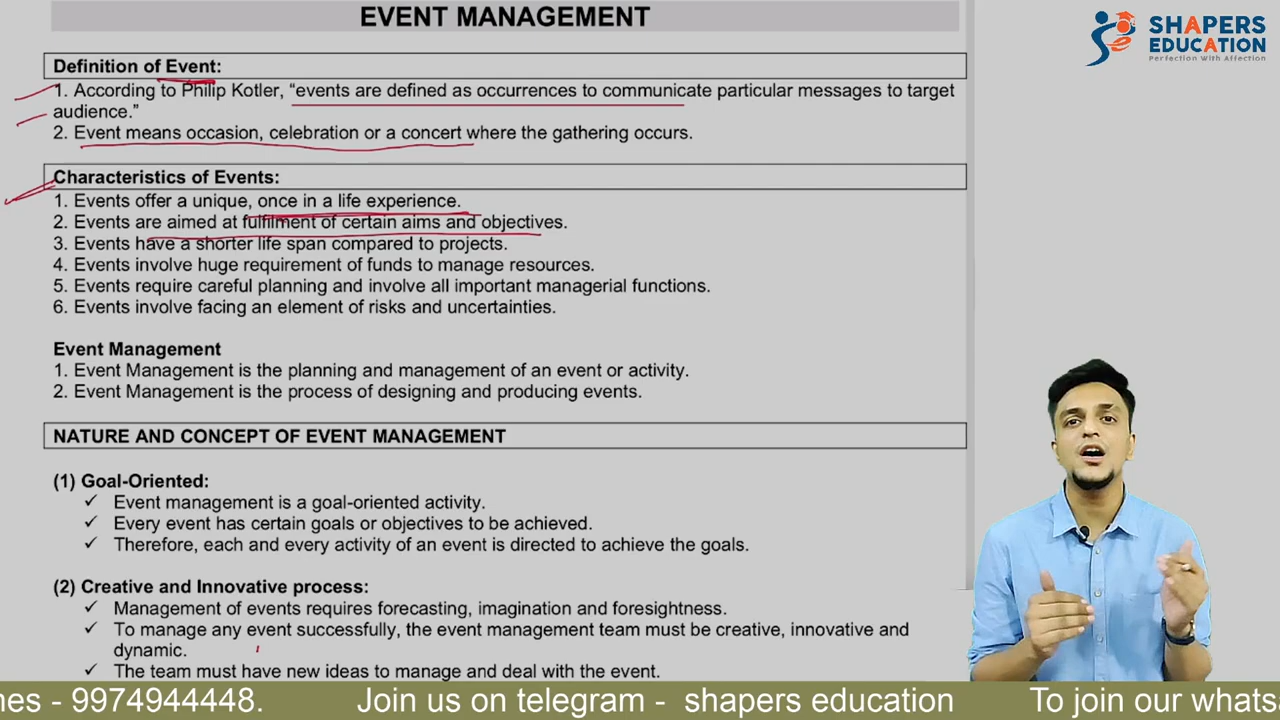 EVENT MANAGEMENT
SHAPERS
EDUCATION
Perfection With Affection
Definition of Event:
1. According to Philip Kotler, “events are defined as occurrences to communicate particular messages to target
audience.”
2. Event means occasion, celebration or a concert where the gathering occurs.
Characteristics of Events:
1. Events offer a unique, once in a life experience.
2. Events are aimed at fulfilment of certain aims and objectives.
3. Events have a shorter life span compared to projects.
4. Events involve huge requirement of funds to manage resources.
5. Events require careful planning and involve all important managerial functions.
6. Events involve facing an element of risks and uncertainties.
Event Management
1. Event Management is the planning and management of an event or activity.
2. Event Management is the process of designing and producing events.
NATURE AND CONCEPT OF EVENT MANAGEMENT
(1) Goal-Oriented:
✓ Event management is a goal-oriented activity.
✓ Every event has certain goals or objectives to be achieved.
✓ Therefore, each and every activity of an event is directed to achieve the goals.
(2) Creative and Innovative process:
✓ Management of events requires forecasting, imagination and foresightness.
✓ To manage any event successfully, the event management team must be creative, innovative and
dynamic.
✓ The team must have new ideas to manage and deal with the event.
nes - 9974944448. Join us on telegram - shapers education To join our whats